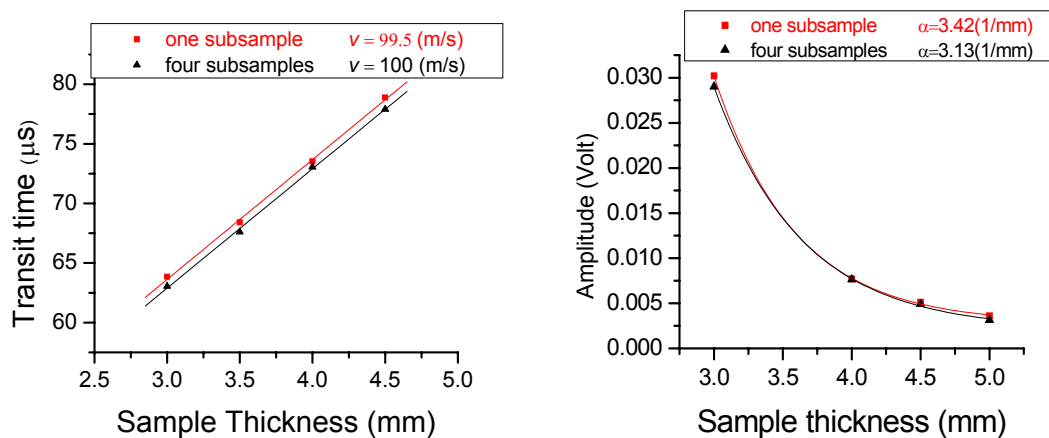 one subsample v = 99.5 (m/s)
four subsamples v = 100 (m/s)
Transit time (μs)
80
75
70
65
60
2.5 3.0 3.5 4.0 4.5 5.0
Sample Thickness (mm)
one subsample α=3.42(1/mm)
four subsamples α=3.13(1/mm)
Amplitude (Volt)
0.030
0.025
0.020
0.015
0.010
0.005
0.000
3.0 3.5 4.0 4.5 5.0
Sample thickness (mm)